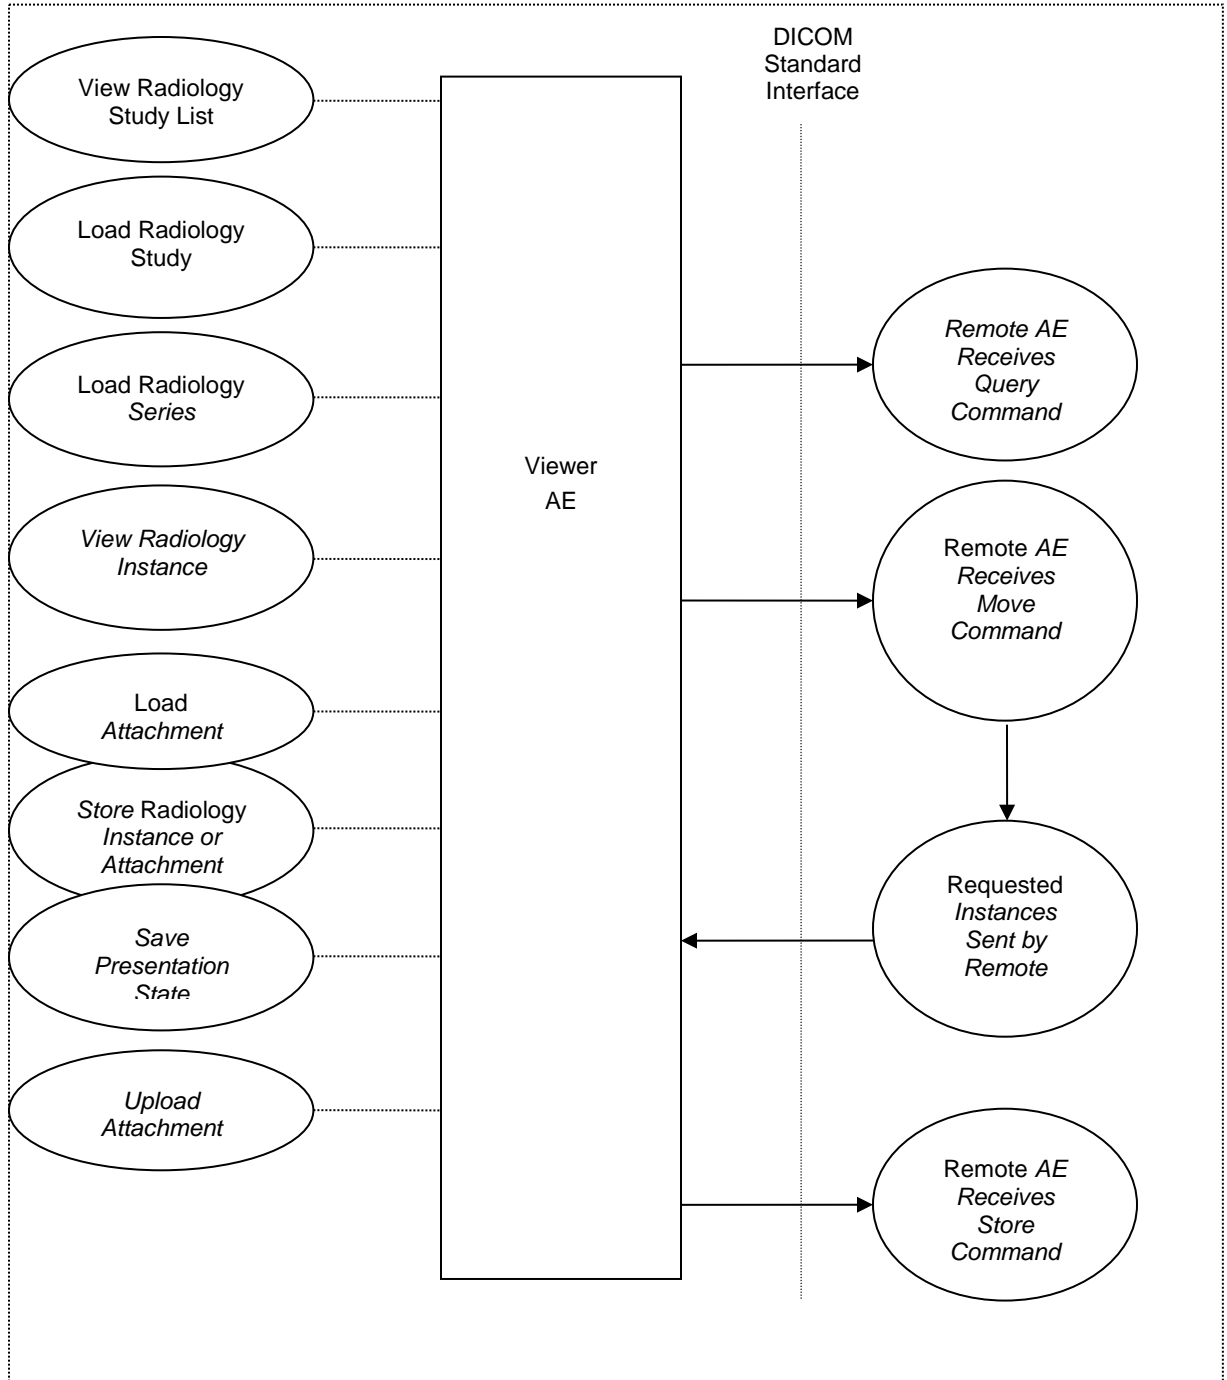 DICOM
Standard
Interface
View Radiology
Study List
Load Radiology
Study
Load Radiology
Series
View Radiology
Instance
Load
Attachment
Store Radiology
Instance or
Attachment
Save
Presentation
State
Upload
Attachment
Viewer
AE
Remote AE
Receives
Query
Command
Remote AE
Receives
Move
Command
Requested
Instances
Sent by
Remote
Remote AE
Receives
Store
Command